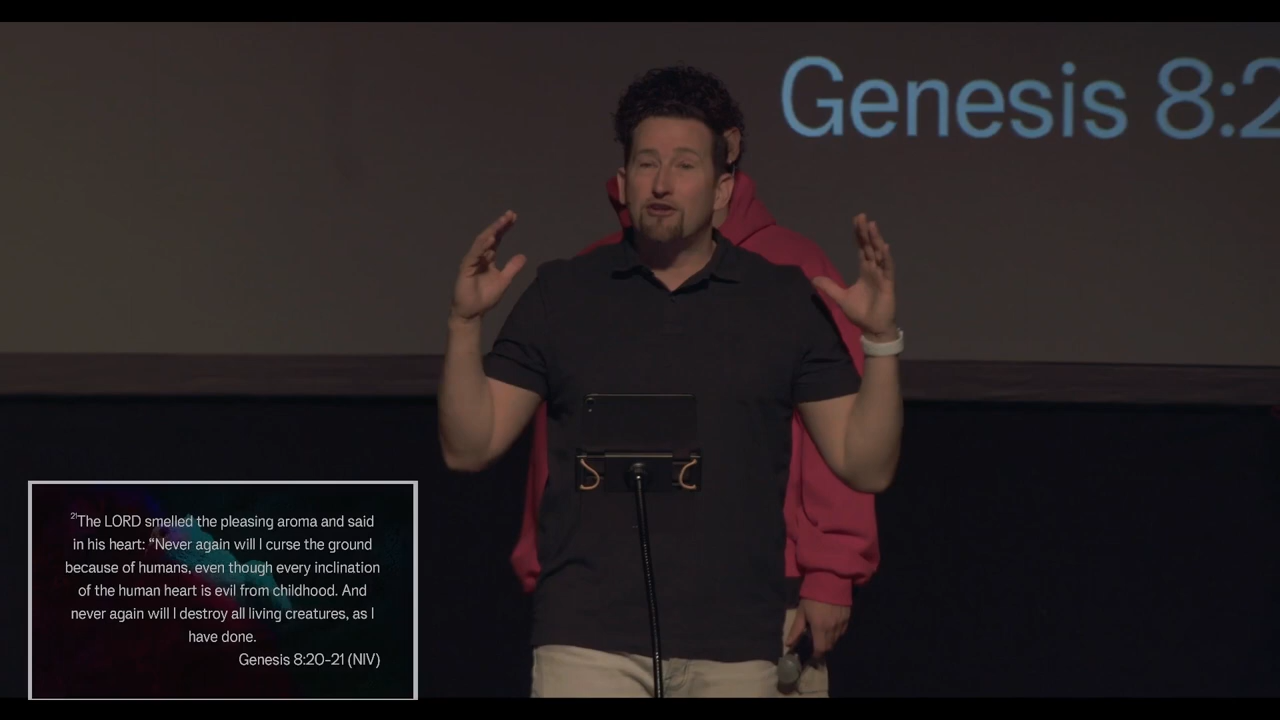 Genesis 8:2
21The LORD smelled the pleasing aroma and said
in his heart: “Never again will I curse the ground
because of humans, even though every inclination
of the human heart is evil from childhood. And
never again will I destroy all living creatures, as I
have done.
Genesis 8:20-21 (NIV)